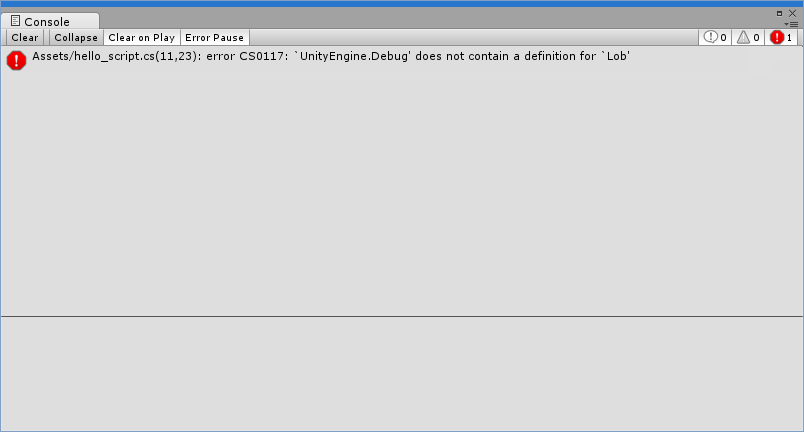 Console
Clear Collapse Clear on Play Error Pause 0 0 1
Assets/hello_script.cs(11,23): error CS0117: `UnityEngine.Debug' does not contain a definition for `Lob'